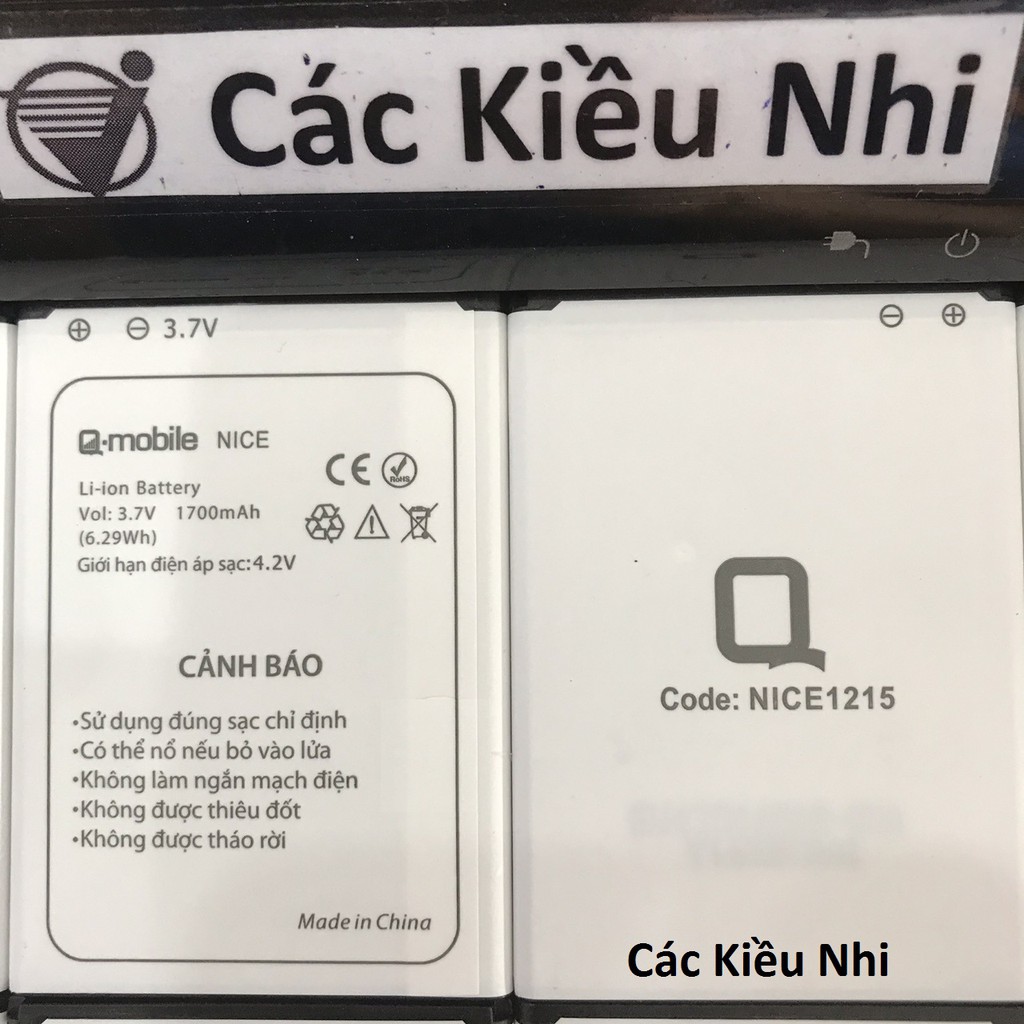 Các Kiều Nhi
3.7V
Q-mobile NICE
CE RoHS
Li-ion Battery
Vol: 3.7V 1700mAh
(6.29Wh)
Giới hạn điện áp sạc:4.2V
CẢNH BÁO
•Sử dụng đúng sạc chỉ định
•Có thể nổ nếu bỏ vào lửa
•Không làm ngắn mạch điện
•Không được thiêu đốt
•Không được tháo rời
Made in China
Q
Code: NICE1215
Các Kiều Nhi